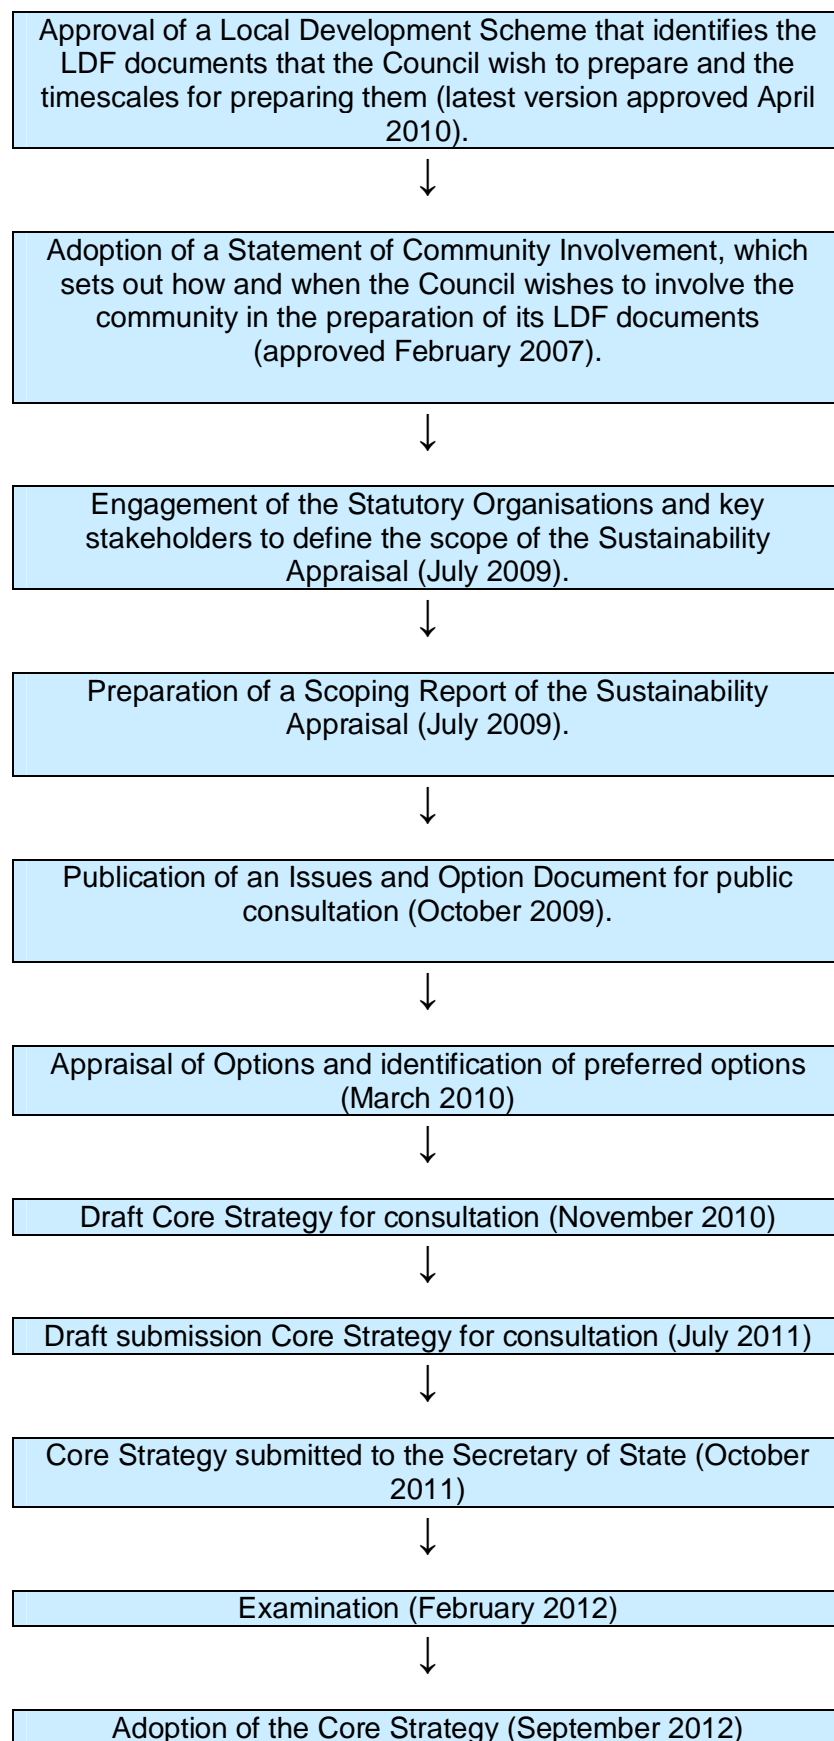 Approval of a Local Development Scheme that identifies the
LDF documents that the Council wish to prepare and the
timescales for preparing them (latest version approved April
2010).
↓
Adoption of a Statement of Community Involvement, which
sets out how and when the Council wishes to involve the
community in the preparation of its LDF documents
(approved February 2007).
↓
Engagement of the Statutory Organisations and key
stakeholders to define the scope of the Sustainability
Appraisal (July 2009).
↓
Preparation of a Scoping Report of the Sustainability
Appraisal (July 2009).
↓
Publication of an Issues and Option Document for public
consultation (October 2009).
↓
Appraisal of Options and identification of preferred options
(March 2010)
↓
Draft Core Strategy for consultation (November 2010)
↓
Draft submission Core Strategy for consultation (July 2011)
↓
Core Strategy submitted to the Secretary of State (October
2011)
↓
Examination (February 2012)
↓
Adoption of the Core Strategy (September 2012)